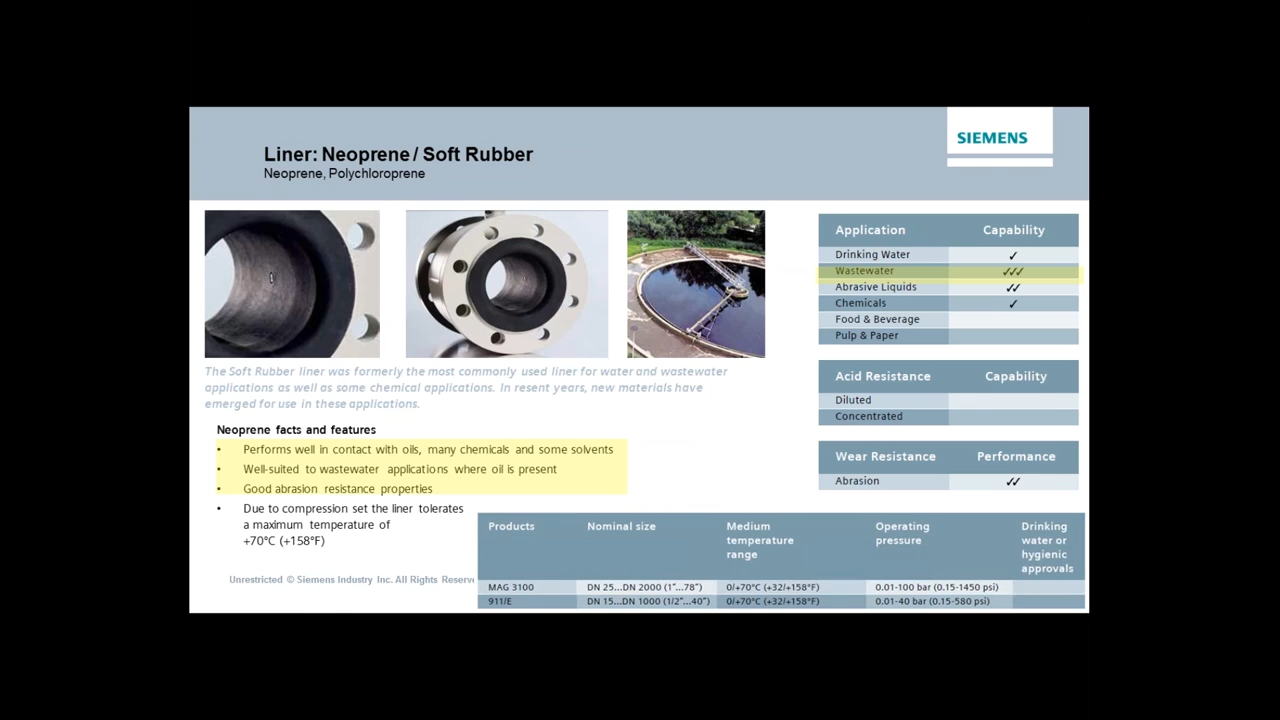 SIEMENS
Liner: Neoprene / Soft Rubber
Neoprene, Polychloroprene
The Soft Rubber liner was formerly the most commonly used liner for water and wastewater
applications as well as some chemical applications. In resent years, new materials have
emerged for use in these applications.
Neoprene facts and features
• Performs well in contact with oils, many chemicals and some solvents
• Well-suited to wastewater applications where oil is present
• Good abrasion resistance properties
• Due to compression set the liner tolerates
a maximum temperature of
+70°C (+158°F)
Unrestricted © Siemens Industry Inc. All Rights Reserve
Application Capability
Drinking Water ✓
Wastewater ✓✓✓
Abrasive Liquids ✓✓
Chemicals ✓
Food & Beverage
Pulp & Paper
Acid Resistance Capability
Diluted
Concentrated
Wear Resistance Performance
Abrasion ✓✓
Products Nominal size Medium temperature range Operating pressure Drinking water or hygienic approvals
MAG 3100 DN 25...DN 2000 (1"...78") 0/+70°C (+32/+158°F) 0.01-100 bar (0.15-1450 psi)
911/E DN 15...DN 1000 (1/2"...40") 0/+70°C (+32/+158°F) 0.01-40 bar (0.15-580 psi)